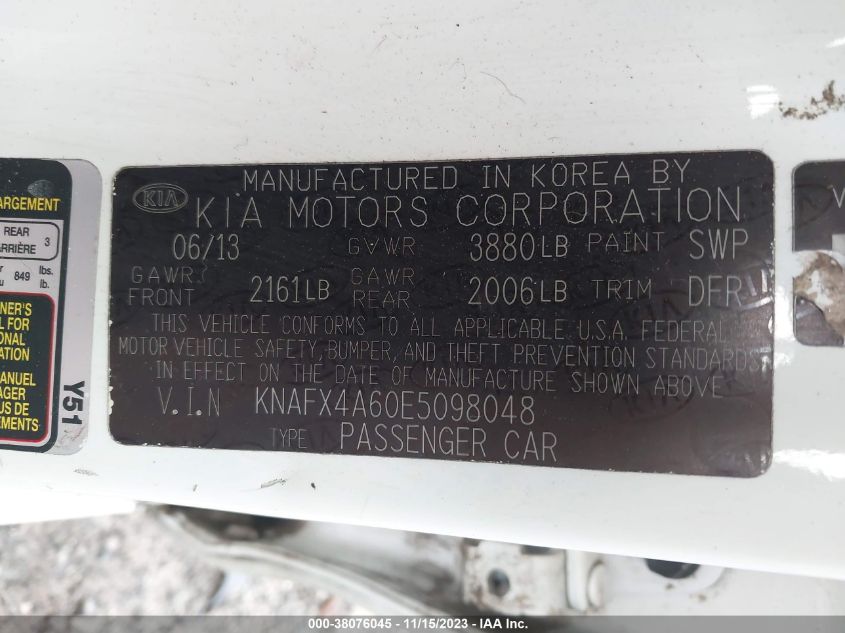 MANUFACTURED IN KOREA BY
KIA KIA MOTORS CORPORATION
06/13 GVWR 3880LB PAINT SWP
GAWR FRONT 2161LB GAWR REAR 2006LB TRIM DFR
THIS VEHICLE CONFORMS TO ALL APPLICABLE U.S.A. FEDERAL
MOTOR VEHICLE SAFETY, BUMPER, AND THEFT PREVENTION STANDARDS
IN EFFECT ON THE DATE OF MANUFACTURE SHOWN ABOVE.
V.I.N KNAFX4A60E5098048
TYPE PASSENGER CAR
REAR 3
849 lbs.
lb.
Y51
© - 38076045 - 11/15/2023 - IAA Inc.